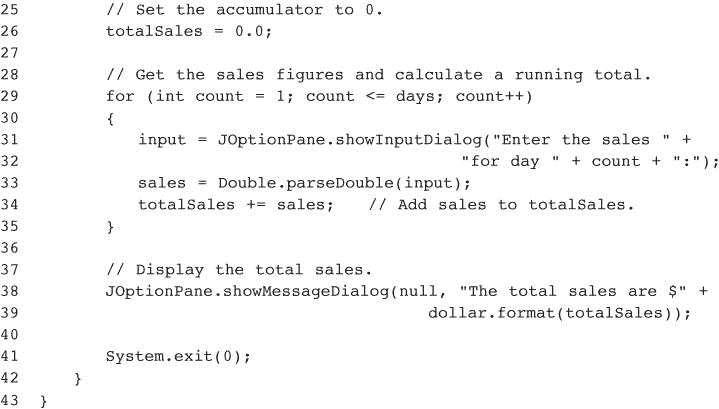 25         // Set the accumulator to 0.
26         totalSales = 0.0;
27
28         // Get the sales figures and calculate a running total.
29         for (int count = 1; count <= days; count++)
30         {
31            input = JOptionPane.showInputDialog("Enter the sales " +
32                                               "for day " + count + ":");
33            sales = Double.parseDouble(input);
34            totalSales += sales;   // Add sales to totalSales.
35         }
36
37         // Display the total sales.
38         JOptionPane.showMessageDialog(null, "The total sales are $" +
39                                            dollar.format(totalSales));
40
41         System.exit(0);
42      }
43   }